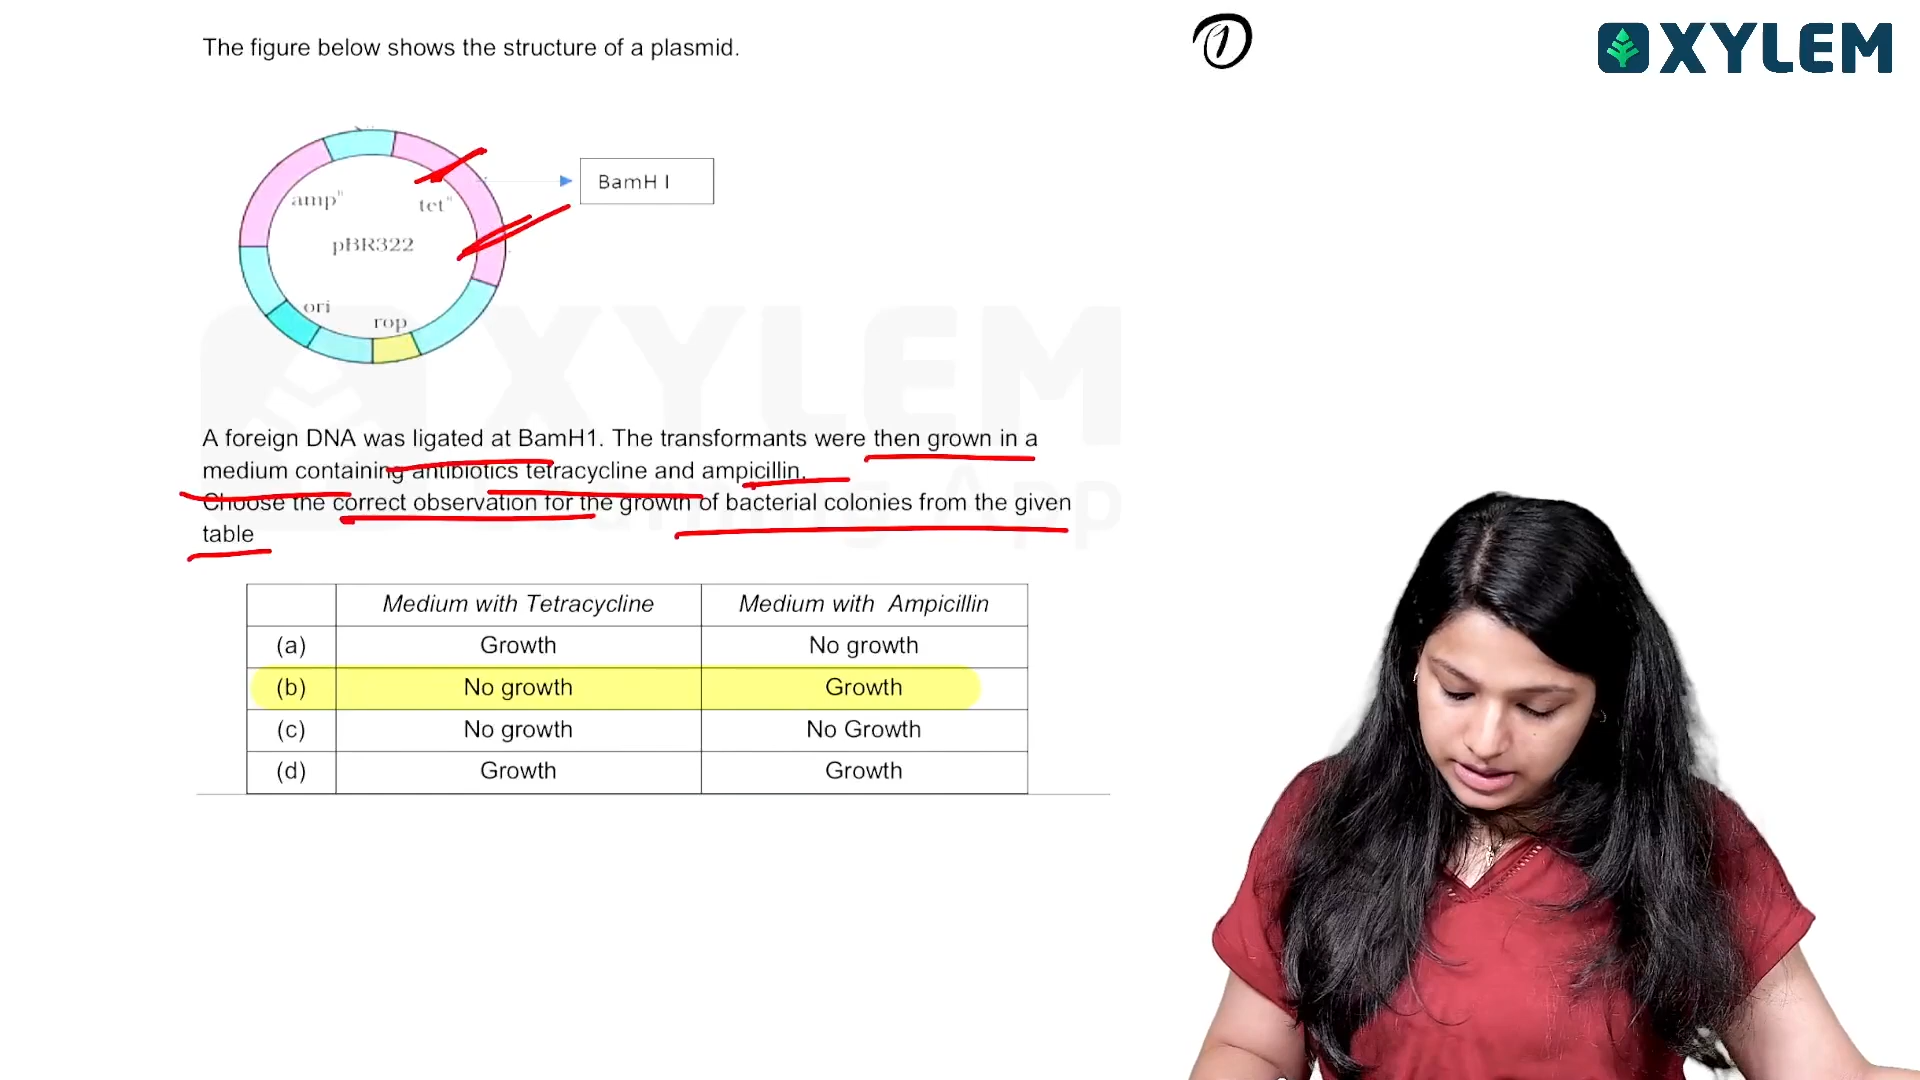 The figure below shows the structure of a plasmid.
1
XYLEM
BamH I
amp"
tet"
pBR322
ori
rop
XYLEM
A foreign DNA was ligated at BamH1. The transformants were then grown in a
medium containing antibiotics tetracycline and ampicillin.
Choose the correct observation for the growth of bacterial colonies from the given
table
Medium with Tetracycline Medium with Ampicillin
(a) Growth No growth
(b) No growth Growth
(c) No growth No Growth
(d) Growth Growth